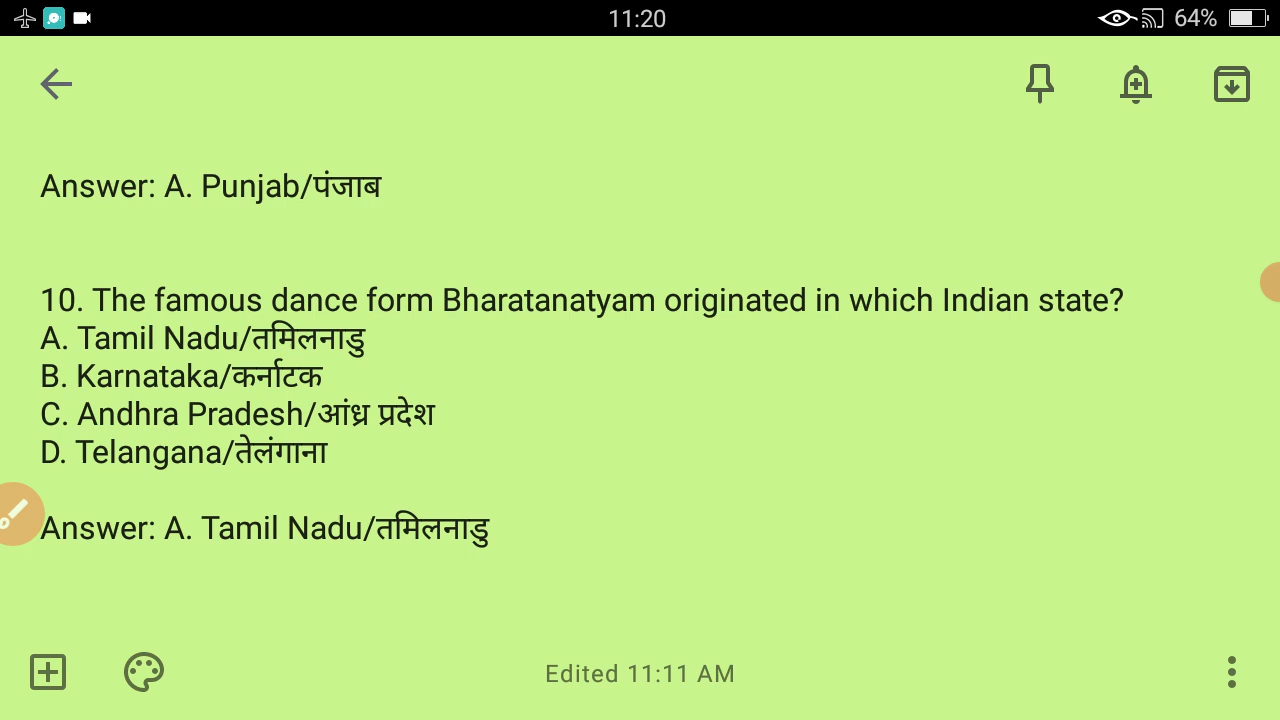 11:20
64%
Answer: A. Punjab/पंजाब
10. The famous dance form Bharatanatyam originated in which Indian state?
A. Tamil Nadu/तमिलनाडु
B. Karnataka/कर्नाटक
C. Andhra Pradesh/आंध्र प्रदेश
D. Telangana/तेलंगाना
Answer: A. Tamil Nadu/तमिलनाडु
Edited 11:11 AM